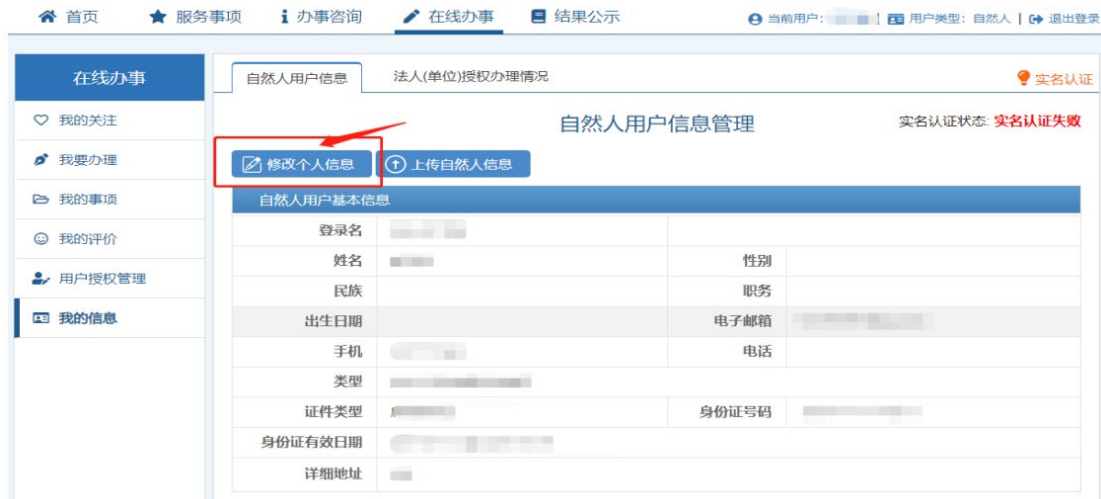 首页 服务事项 办事咨询 在线办事 结果公示 当前用户: | 用户类型: 自然人 | 退出登录
在线办事
我的关注
我要办理
我的事项
我的评价
用户授权管理
我的信息
自然人用户信息 法人(单位)授权办理情况 实名认证
自然人用户信息管理 实名认证状态: 实名认证失败
修改个人信息 上传自然人信息
自然人用户基本信息
登录名
姓名 性别
民族 职务
出生日期 电子邮箱
手机 电话
类型
证件类型 身份证号码
身份证有效日期
详细地址